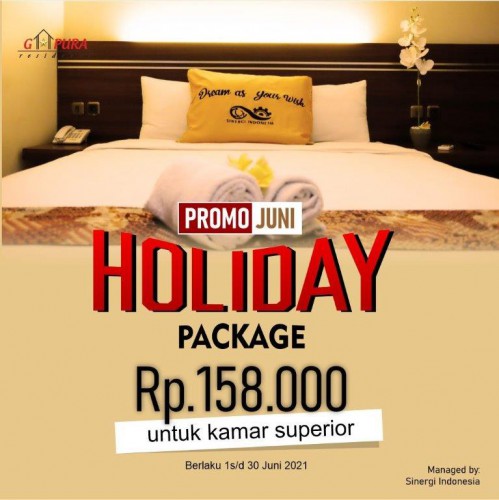 GAPURA
Dream as Your Wish
PROMO JUNI
HOLIDAY
PACKAGE
Rp.158.000
untuk kamar superior
Berlaku 1s/d 30 Juni 2021
Managed by:
Sinergi Indonesia